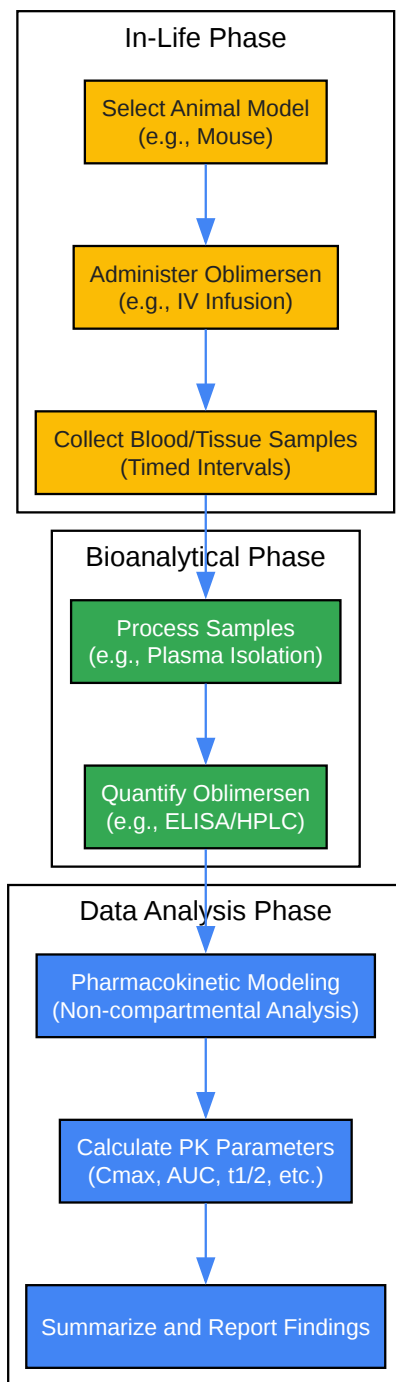 In-Life Phase
Select Animal Model
(e.g., Mouse)
Administer Oblimersen
(e.g., IV Infusion)
Collect Blood/Tissue Samples
(Timed Intervals)
Bioanalytical Phase
Process Samples
(e.g., Plasma Isolation)
Quantify Oblimersen
(e.g., ELISA/HPLC)
Data Analysis Phase
Pharmacokinetic Modeling
(Non-compartmental Analysis)
Calculate PK Parameters
(Cmax, AUC, t1/2, etc.)
Summarize and Report Findings